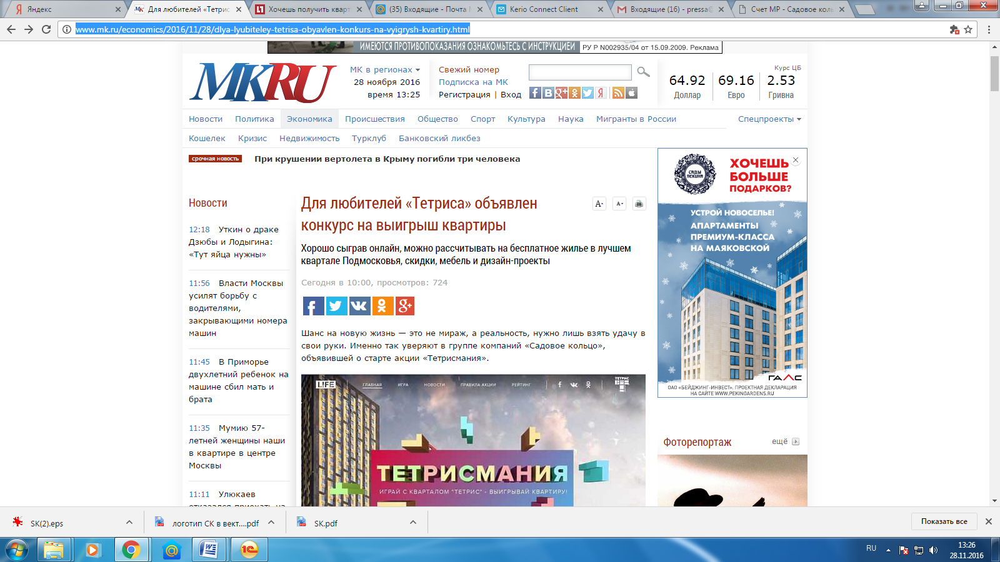 Яндекс
Для любителей «Тетрис
Хочешь получить кварт
(35) Входящие - Почта
Kerio Connect Client
Входящие (16) - pressa@
Счет МР - Садовое коль
www.mk.ru/economics/2016/11/28/dlya-lyubiteley-tetrisa-obyavlen-konkurs-na-vyigrysh-kvartiry.html
ИМЕЮТСЯ ПРОТИВОПОКАЗАНИЯ ОЗНАКОМЬТЕСЬ С ИНСТРУКЦИЕЙ
РУ Р N002935/04 от 15.09.2009. Реклама
MKRU
МК в регионах
28 ноября 2016
время 13:25
Свежий номер
Подписка на МК
Регистрация | Вход
Курс ЦБ
64.92 69.16 2.53
Доллар Евро Гривна
Новости Политика Экономика Происшествия Общество Спорт Культура Наука Мигранты в России Спецпроекты
Кошелек Кризис Недвижимость Турклуб Банковский ликбез
срочная новость При крушении вертолета в Крыму погибли три человека
Новости
12:18 Уткин о драке
Дзюбы и Лодыгина:
«Тут яйца нужны»
11:56 Власти Москвы
усилят борьбу с
водителями,
закрывающими номера
машин
11:45 В Приморье
двухлетний ребенок на
машине сбил мать и
брата
11:35 Мумию 57-
летней женщины наши
в квартире в центре
Москвы
11:11 Улюкаев
Для любителей «Тетриса» объявлен
конкурс на выигрыш квартиры
A A
Хорошо сыграв онлайн, можно рассчитывать на бесплатное жилье в лучшем
квартале Подмосковья, скидки, мебель и дизайн-проекты
Сегодня в 10:00, просмотров: 724
Шанс на новую жизнь — это не мираж, а реальность, нужно лишь взять удачу в
свои руки. Именно так уверяют в группе компаний «Садовое кольцо»,
объявившей о старте акции «Тетрисмания».
LIFE ГЛАВНАЯ ИГРА НОВОСТИ ПРАВИЛА АКЦИИ РЕЙТИНГ ТЕТРИС
ТЕТРИСМАНИЯ
ИГРАЙ С КВАРТАЛОМ "ТЕТРИС" - ВЫИГРЫВАЙ КВАРТИРУ!
САДЫ
ПЕКИНА
ХОЧЕШЬ
БОЛЬШЕ
ПОДАРКОВ?
УСТРОЙ НОВОСЕЛЬЕ!
АПАРТАМЕНТЫ
ПРЕМИУМ-КЛАССА
НА МАЯКОВСКОЙ
ГАЛС
ОАО «БЕЙДЖИНГ-ИНВЕСТ». ПРОЕКТНАЯ ДЕКЛАРАЦИЯ
НА САЙТЕ WWW.PEKINGARDENS.RU
Фоторепортаж ещё
SK(2).eps
логотип СК в вект....pdf
SK.pdf
Показать все
RU
13:26
28.11.2016